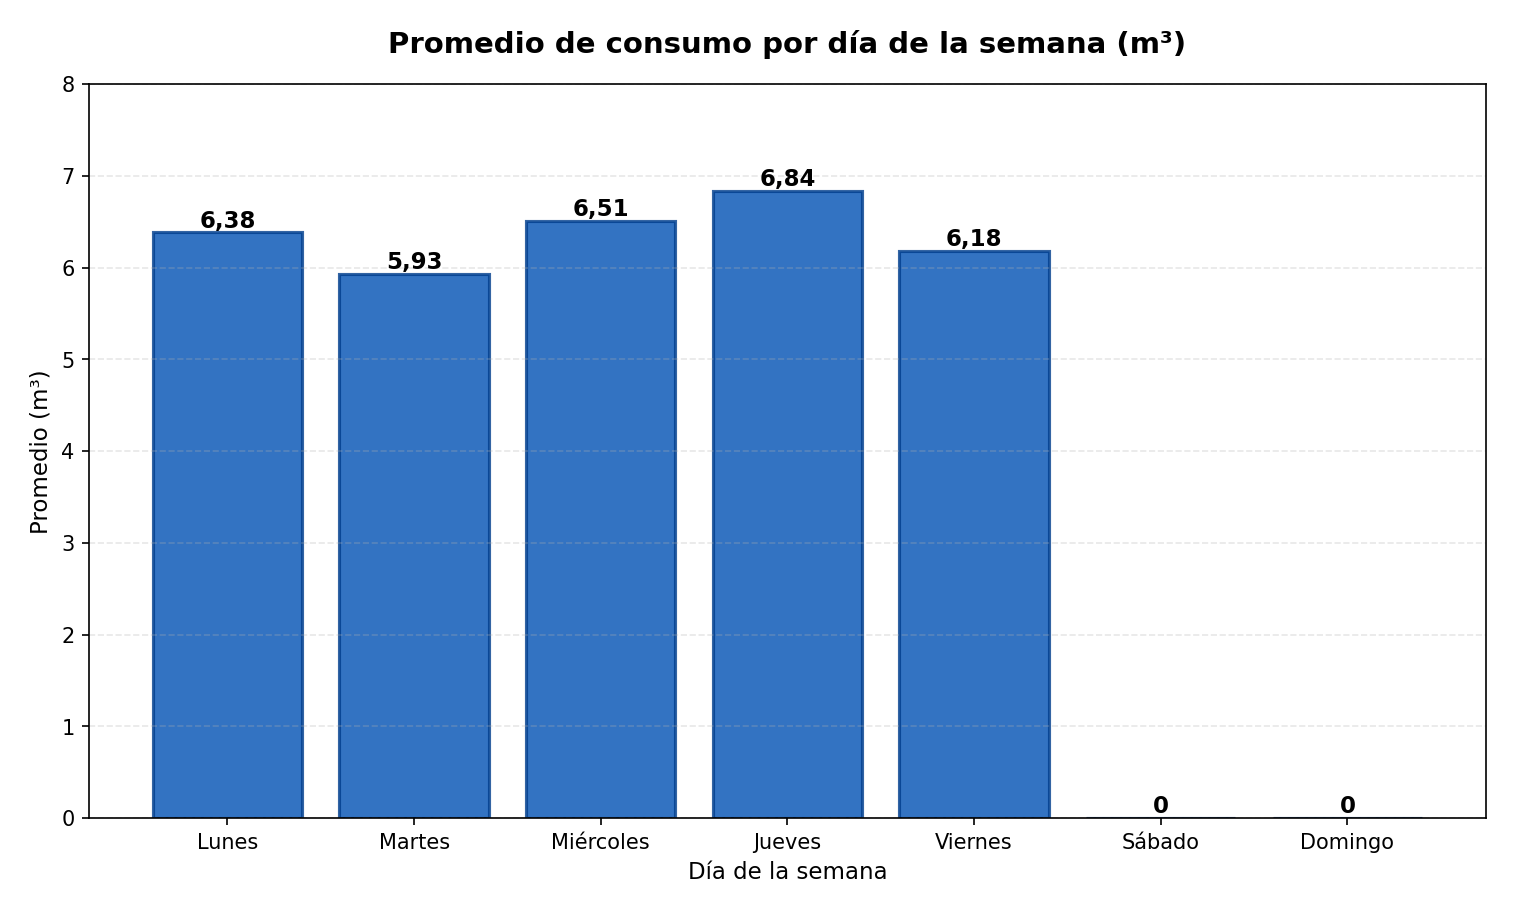 Promedio de consumo por día de la semana (m³)
Promedio (m³)
8
7
6
5
4
3
2
1
0
6,38
5,93
6,51
6,84
6,18
0
0
Lunes
Martes
Miércoles
Jueves
Viernes
Sábado
Domingo
Día de la semana